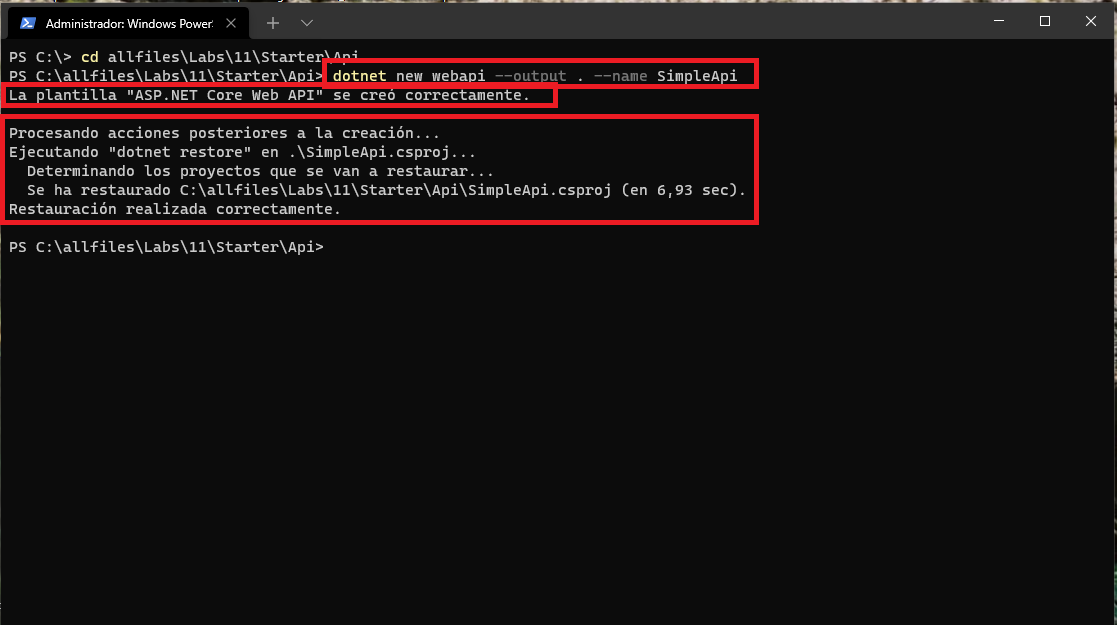 Administrador: Windows Power
PS C:\> cd allfiles\Labs\11\Starter\Api
PS C:\allfiles\Labs\11\Starter\Api> dotnet new webapi --output . --name SimpleApi
La plantilla "ASP.NET Core Web API" se creó correctamente.
Procesando acciones posteriores a la creación...
Ejecutando "dotnet restore" en .\SimpleApi.csproj...
Determinando los proyectos que se van a restaurar...
Se ha restaurado C:\allfiles\Labs\11\Starter\Api\SimpleApi.csproj (en 6,93 sec).
Restauración realizada correctamente.
PS C:\allfiles\Labs\11\Starter\Api>